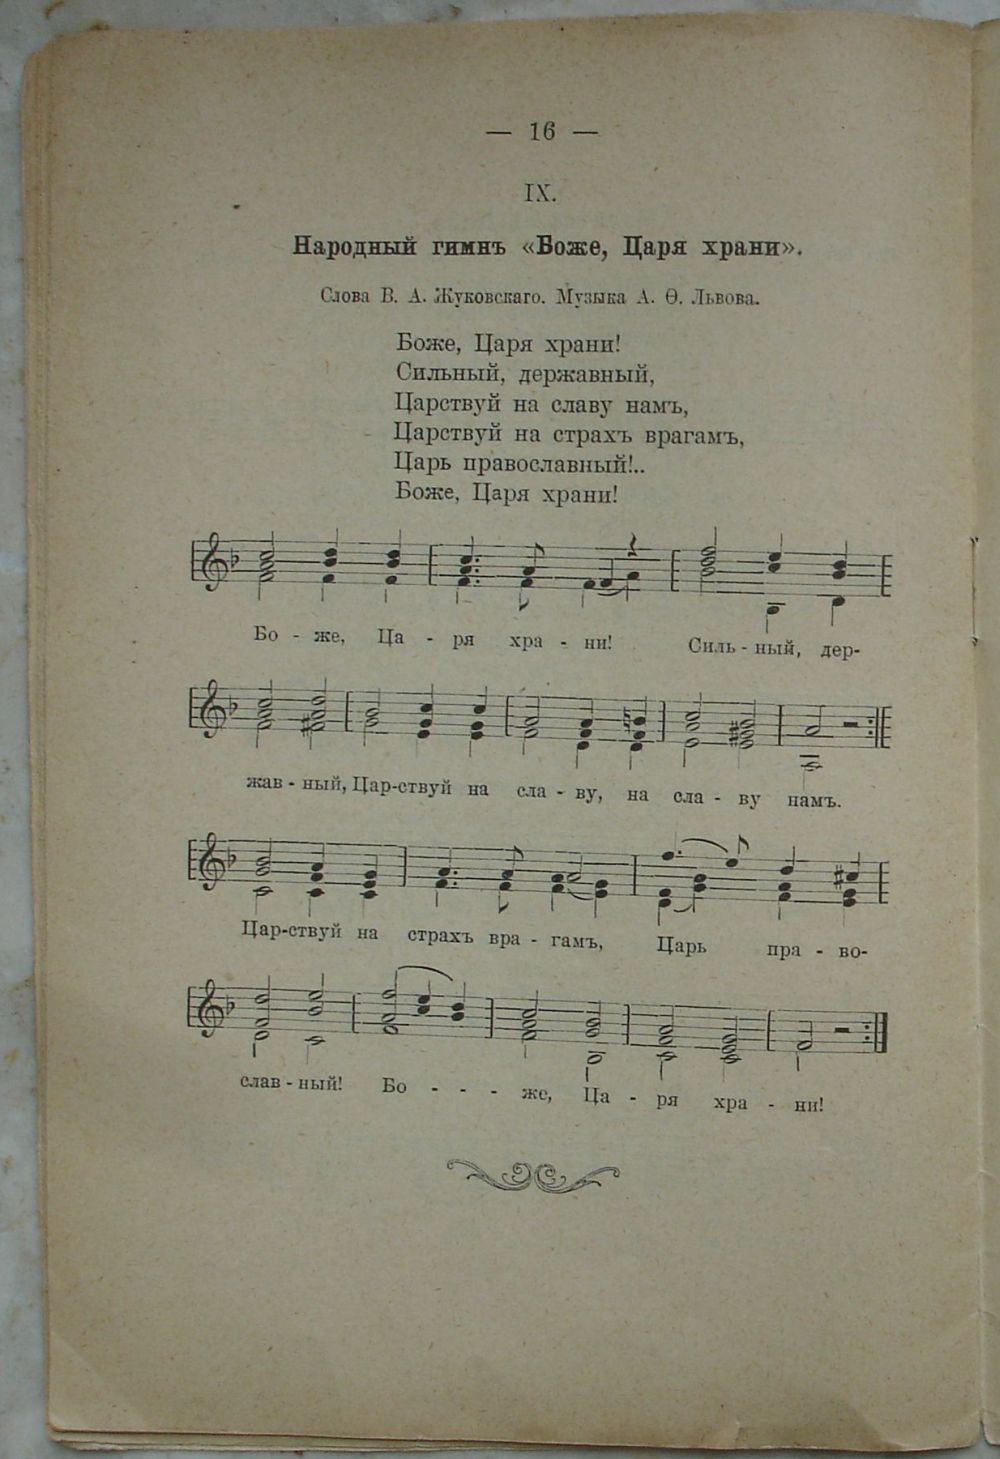 — 16 —
IX.
Народный гимнъ «Боже, Царя храни».
Слова В. А. Жуковскаго. Музыка А. Ѳ. Львова.
Боже, Царя храни!
Сильный, державный,
Царствуй на славу намъ,
Царствуй на страхъ врагамъ,
Царь православный!..
Боже, Царя храни!
Бо - же, Ца - ря хра - ни! Силь - ный, дер-
жав - ный, Цар-ствуй на сла - ву, на сла - ву намъ.
Цар-ствуй на страхъ вра - гамъ, Царь пра - во-
слав - ный! Бо - - - же, Ца - ря хра - ни!